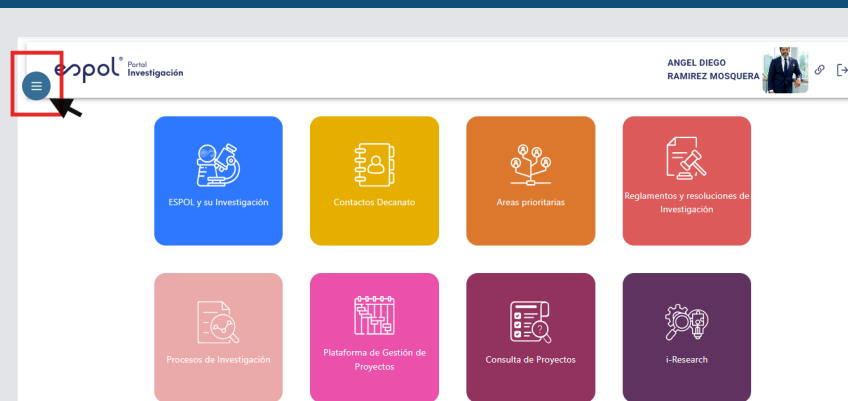 espol® Portal
Investigación
ANGEL DIEGO
RAMIREZ MOSQUERA
ESPOL y su Investigación
Contactos Decanato
Areas prioritarias
Reglamentos y resoluciones de
Investigación
Procesos de Investigación
Plataforma de Gestión de
Proyectos
Consulta de Proyectos
i-Research